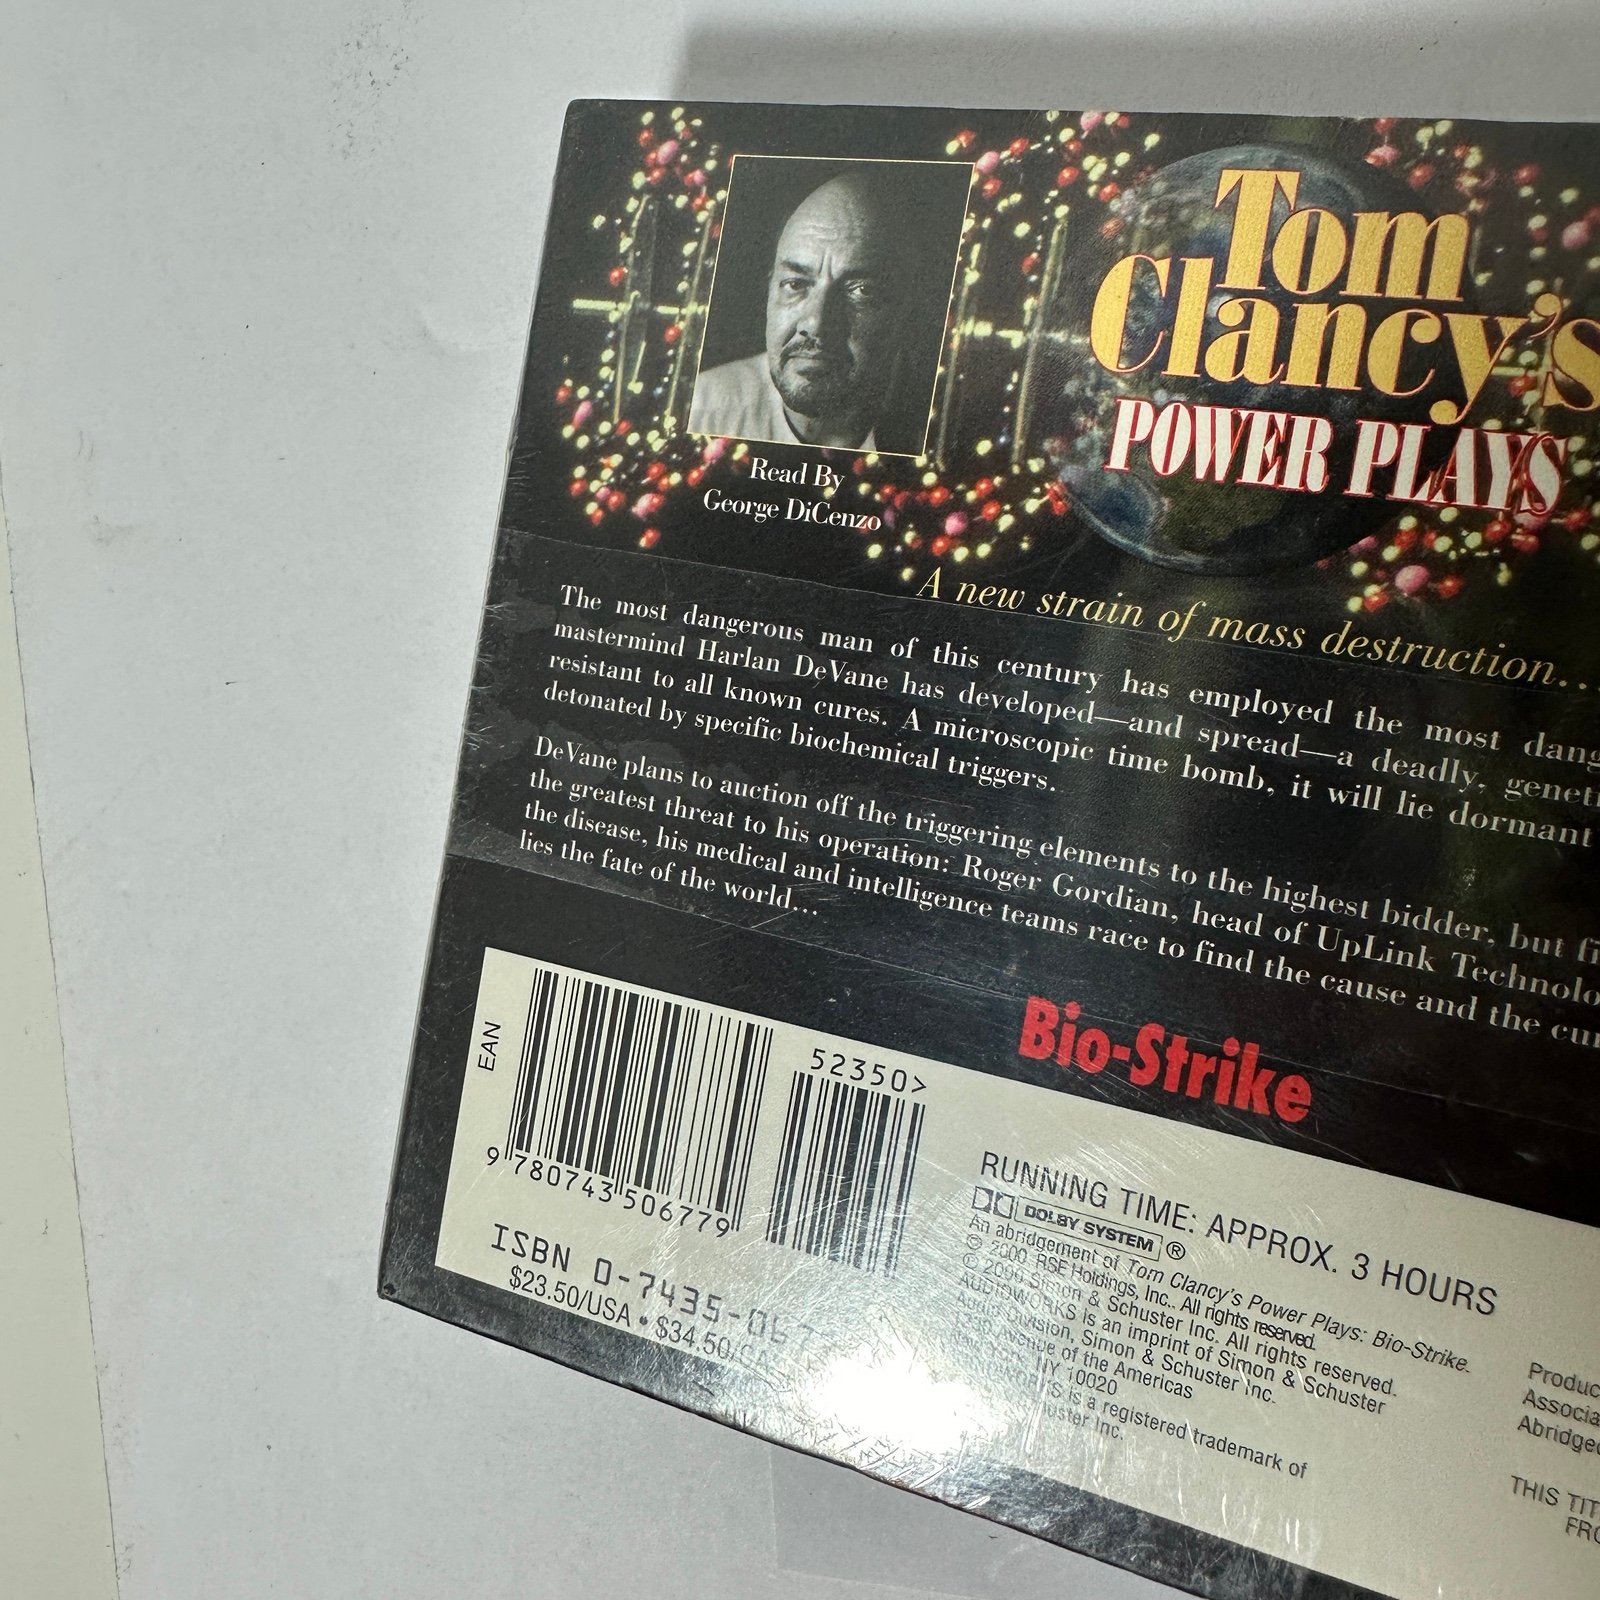 Tom
Clancy's
POWER PLAYS
Read By
George DiCenzo
A new strain of mass destruction...
The most dangerous man of this century has employed the most
mastermind Harlan DeVane has developed—and spread—a deadly,
resistant to all known cures. A microscopic time bomb, it will lie dormant
detonated by specific biochemical triggers.
DeVane plans to auction off the triggering elements to the highest bidder, but
the greatest threat to his operation: Roger Gordian, head of UpLink
the disease, his medical and intelligence teams race to find the cause and the
lies the fate of the world...
Bio-Strike
EAN
52350>
9 780743 506779
ISBN 0-7435-06
$23.50/USA • $34.50/
RUNNING TIME: APPROX. 3 HOURS
DOLBY SYSTEM ®
An abridgement of Tom Clancy's Power Plays: Bio-Strike.
© 2000 RSE Holdings, Inc.. All rights reserved.
© 2000 Simon & Schuster Inc. All rights reserved.
AUDIOWORKS is an imprint of Simon & Schuster
Audio Division, Simon & Schuster Inc.
Avenue of the Americas
NY 10020
is a registered trademark of
Inc.
THIS